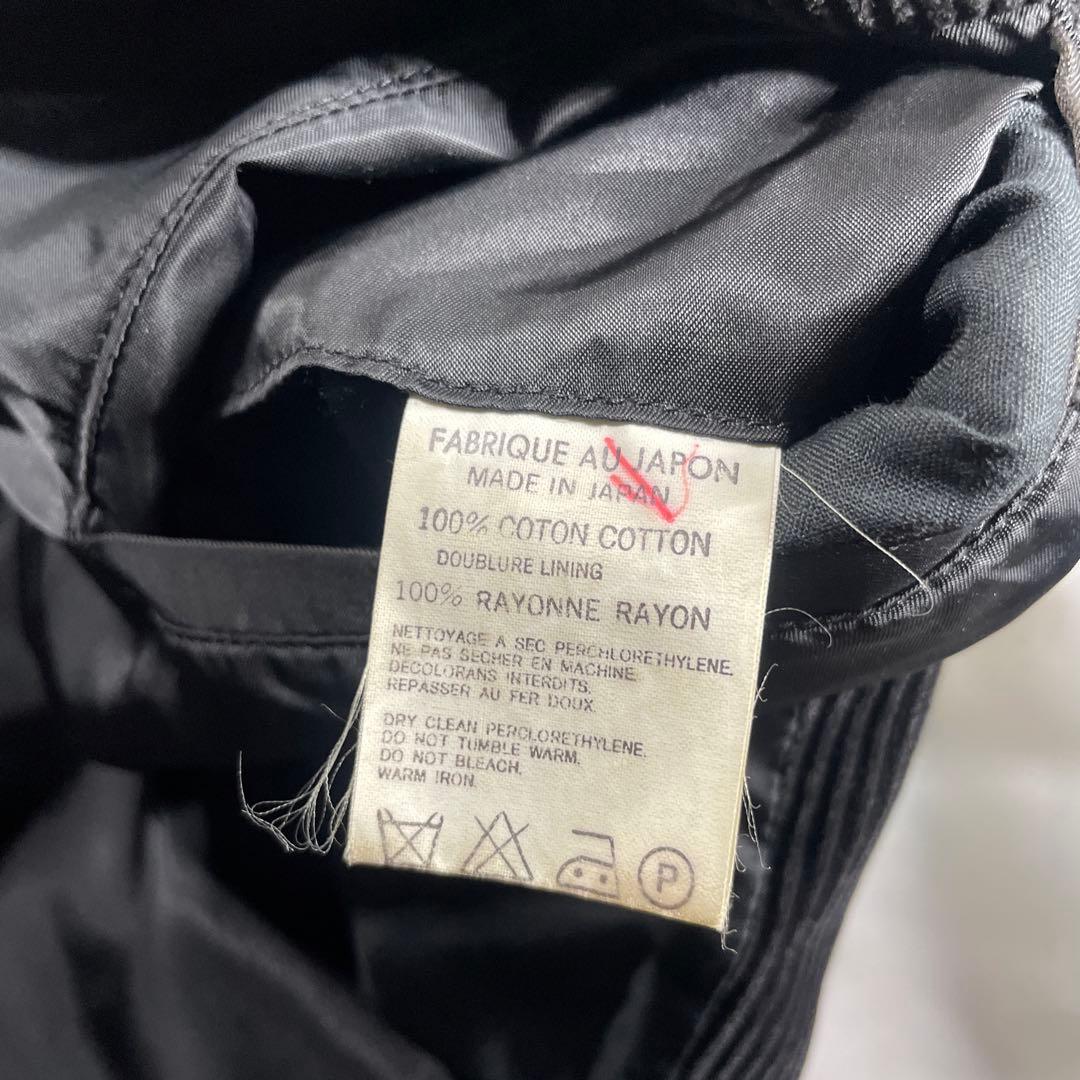 FABRIQUE AU JAPON
MADE IN JAPAN
100% COTON COTTON
DOUBLURE LINING
100% RAYONNE RAYON
NETTOYAGE A SEC PERCHLORETHYLENE.
NE PAS SECHER EN MACHINE.
DECOLORANS INTERDITS.
REPASSER AU FER DOUX.
DRY CLEAN PERCLORETHYLENE.
DO NOT TUMBLE WARM.
DO NOT BLEACH.
WARM IRON.
P